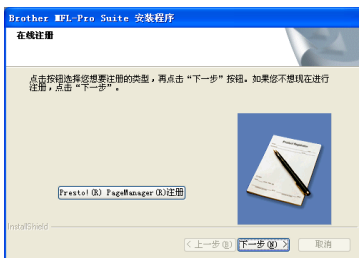 Brother MFL-Pro Suite 安装程序
在线注册
点击按钮选择您想要注册的类型，再点击“下一步”按钮。如果您不想现在进行
注册，点击“下一步”。
Product Registration
Presto!(R) PageManager(R)注册
InstallShield
< 上一步(B) 下一步(N) > 取消